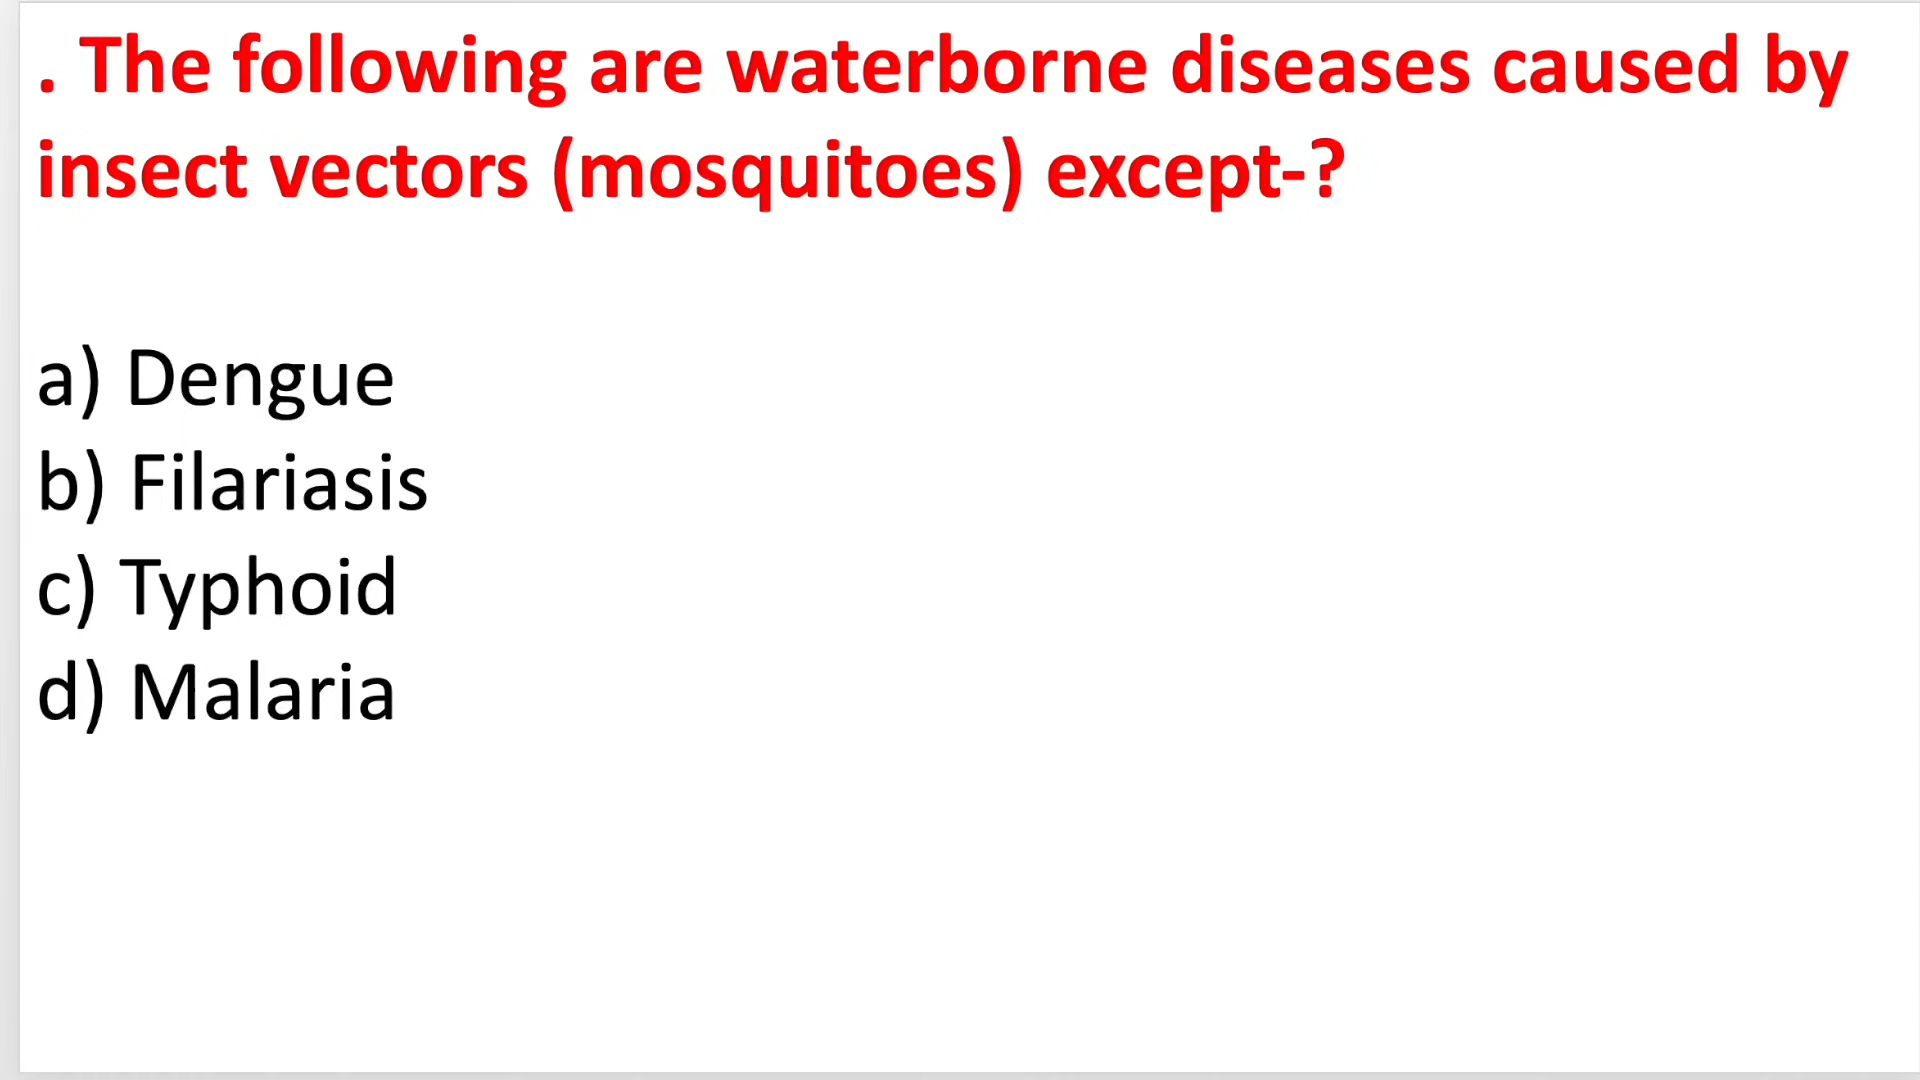 . The following are waterborne diseases caused by
insect vectors (mosquitoes) except-?
a) Dengue
b) Filariasis
c) Typhoid
d) Malaria